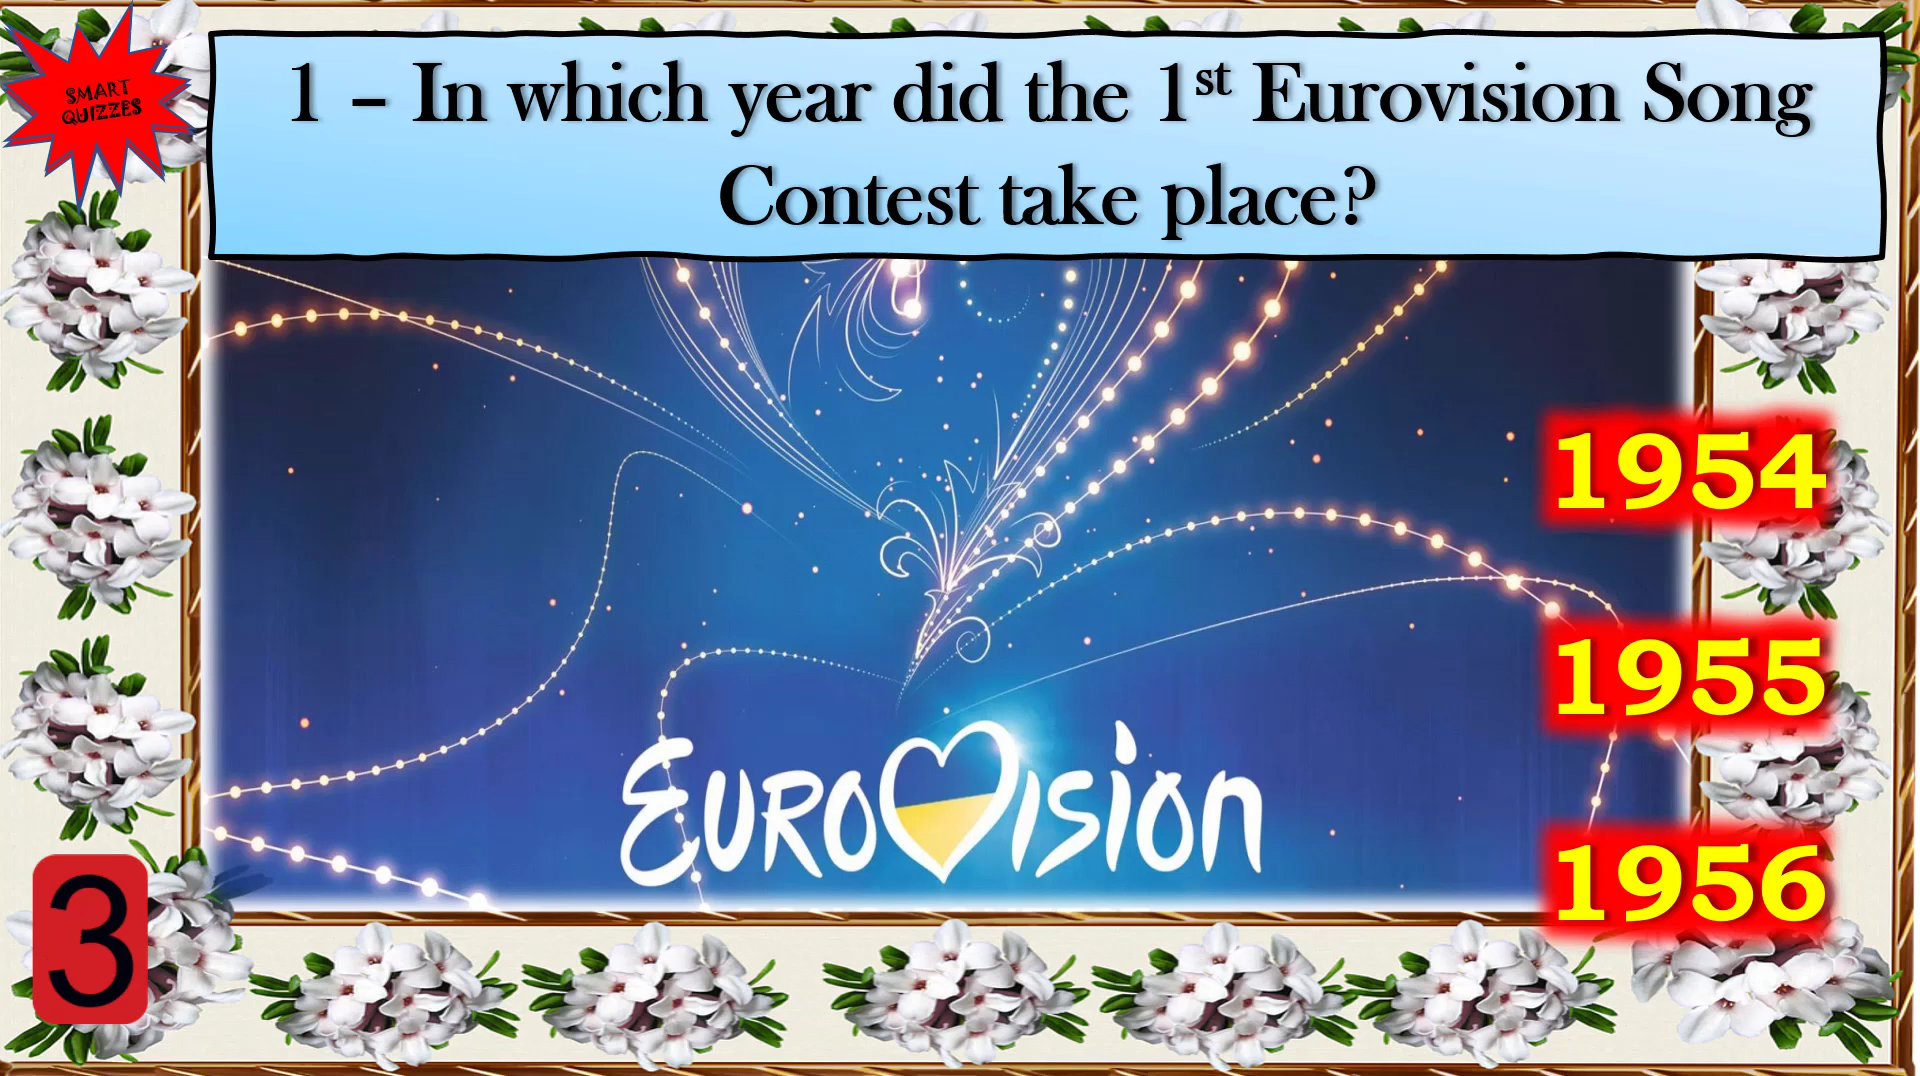 SMART
QUIZZES
1 – In which year did the 1st Eurovision Song
Contest take place?
1954
1955
EUROVISION
1956
3